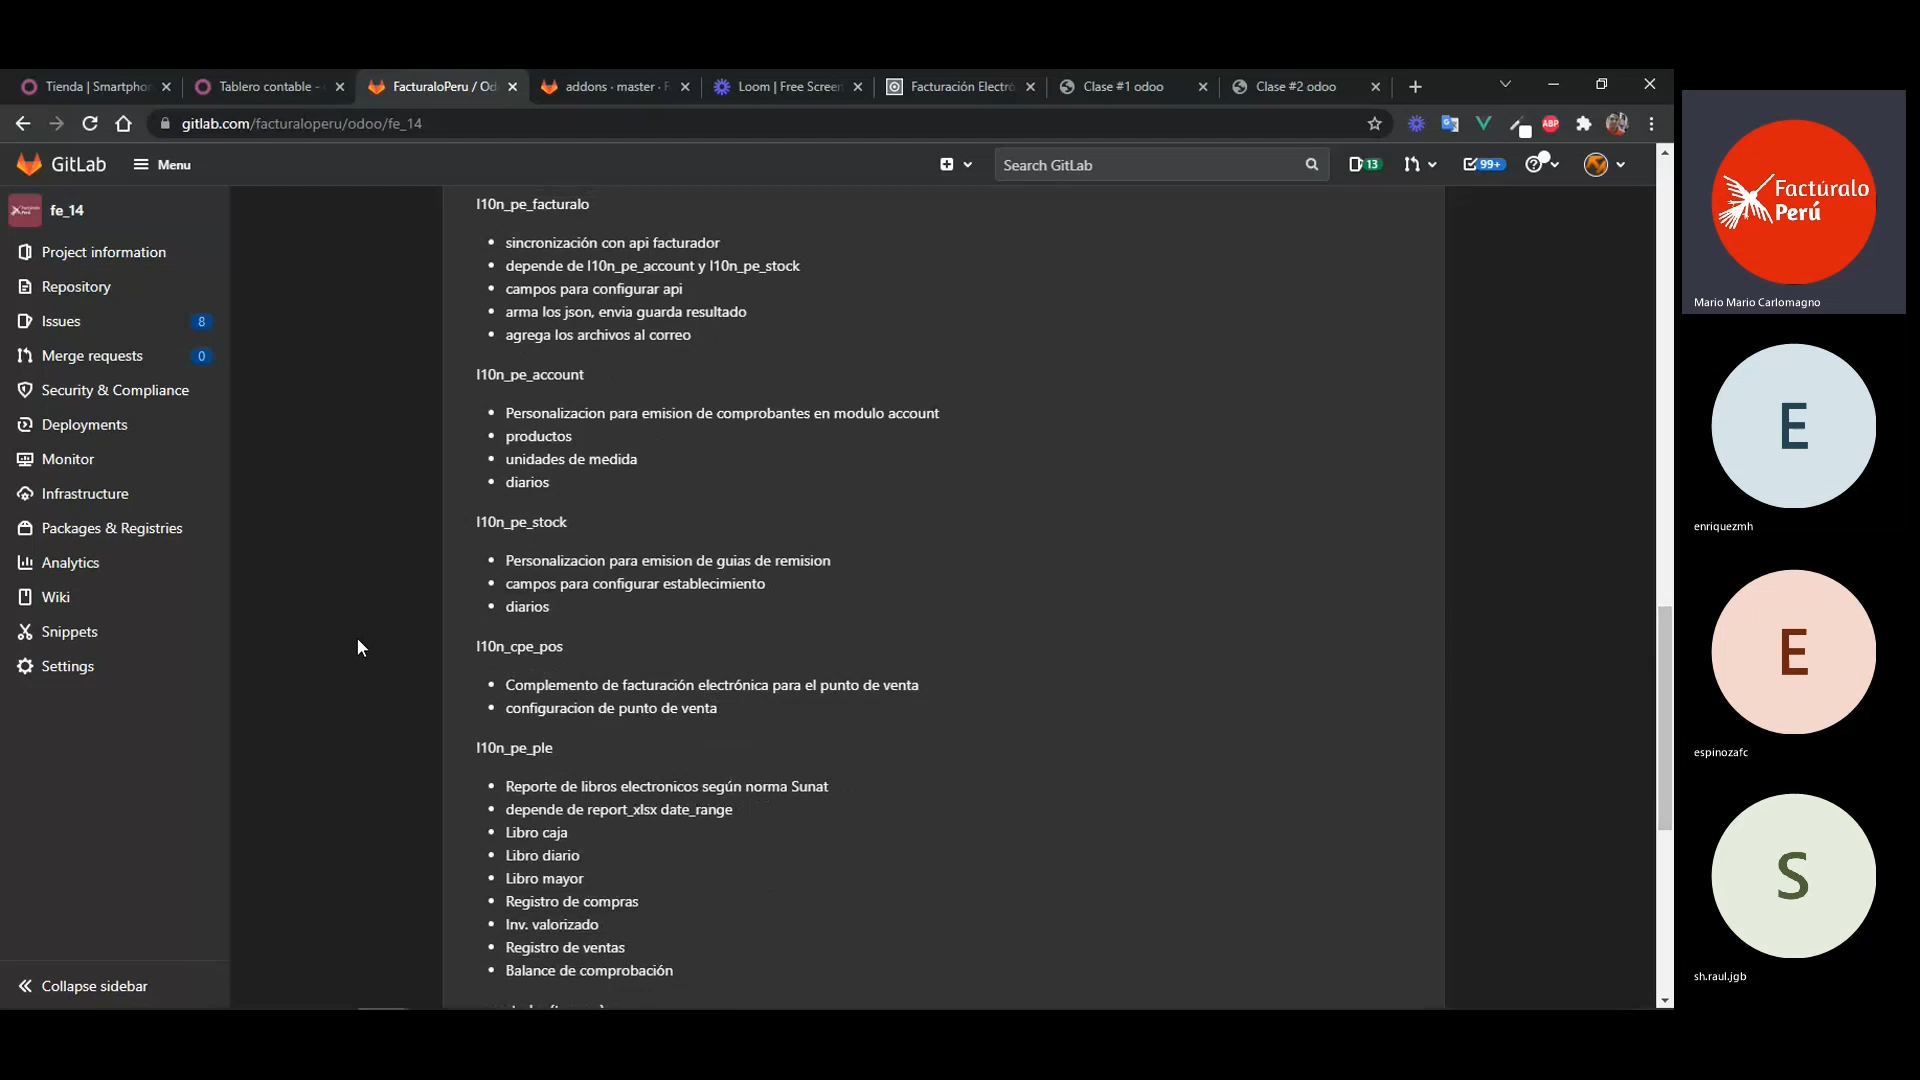 Tienda | Smartphor
Tablero contable -
FacturaloPeru / Od
addons · master · F
Loom | Free Screen
Facturación Electró
Clase #1 odoo
Clase #2 odoo
gitlab.com/facturaloperu/odoo/fe_14
ABP
GitLab
Menu
Search GitLab
13
99+
fe_14
Project information
Repository
Issues
8
Merge requests
0
Security & Compliance
Deployments
Monitor
Infrastructure
Packages & Registries
Analytics
Wiki
Snippets
Settings
Collapse sidebar
l10n_pe_facturalo
sincronización con api facturador
depende de l10n_pe_account y l10n_pe_stock
campos para configurar api
arma los json, envia guarda resultado
agrega los archivos al correo
l10n_pe_account
Personalizacion para emision de comprobantes en modulo account
productos
unidades de medida
diarios
l10n_pe_stock
Personalizacion para emision de guias de remision
campos para configurar establecimiento
diarios
l10n_cpe_pos
Complemento de facturación electrónica para el punto de venta
configuracion de punto de venta
l10n_pe_ple
Reporte de libros electronicos según norma Sunat
depende de report_xlsx date_range
Libro caja
Libro diario
Libro mayor
Registro de compras
Inv. valorizado
Registro de ventas
Balance de comprobación
Factúralo
Perú
Mario Mario Carlomagno
E
enriquezmh
E
espinozafc
S
sh.raul.jgb